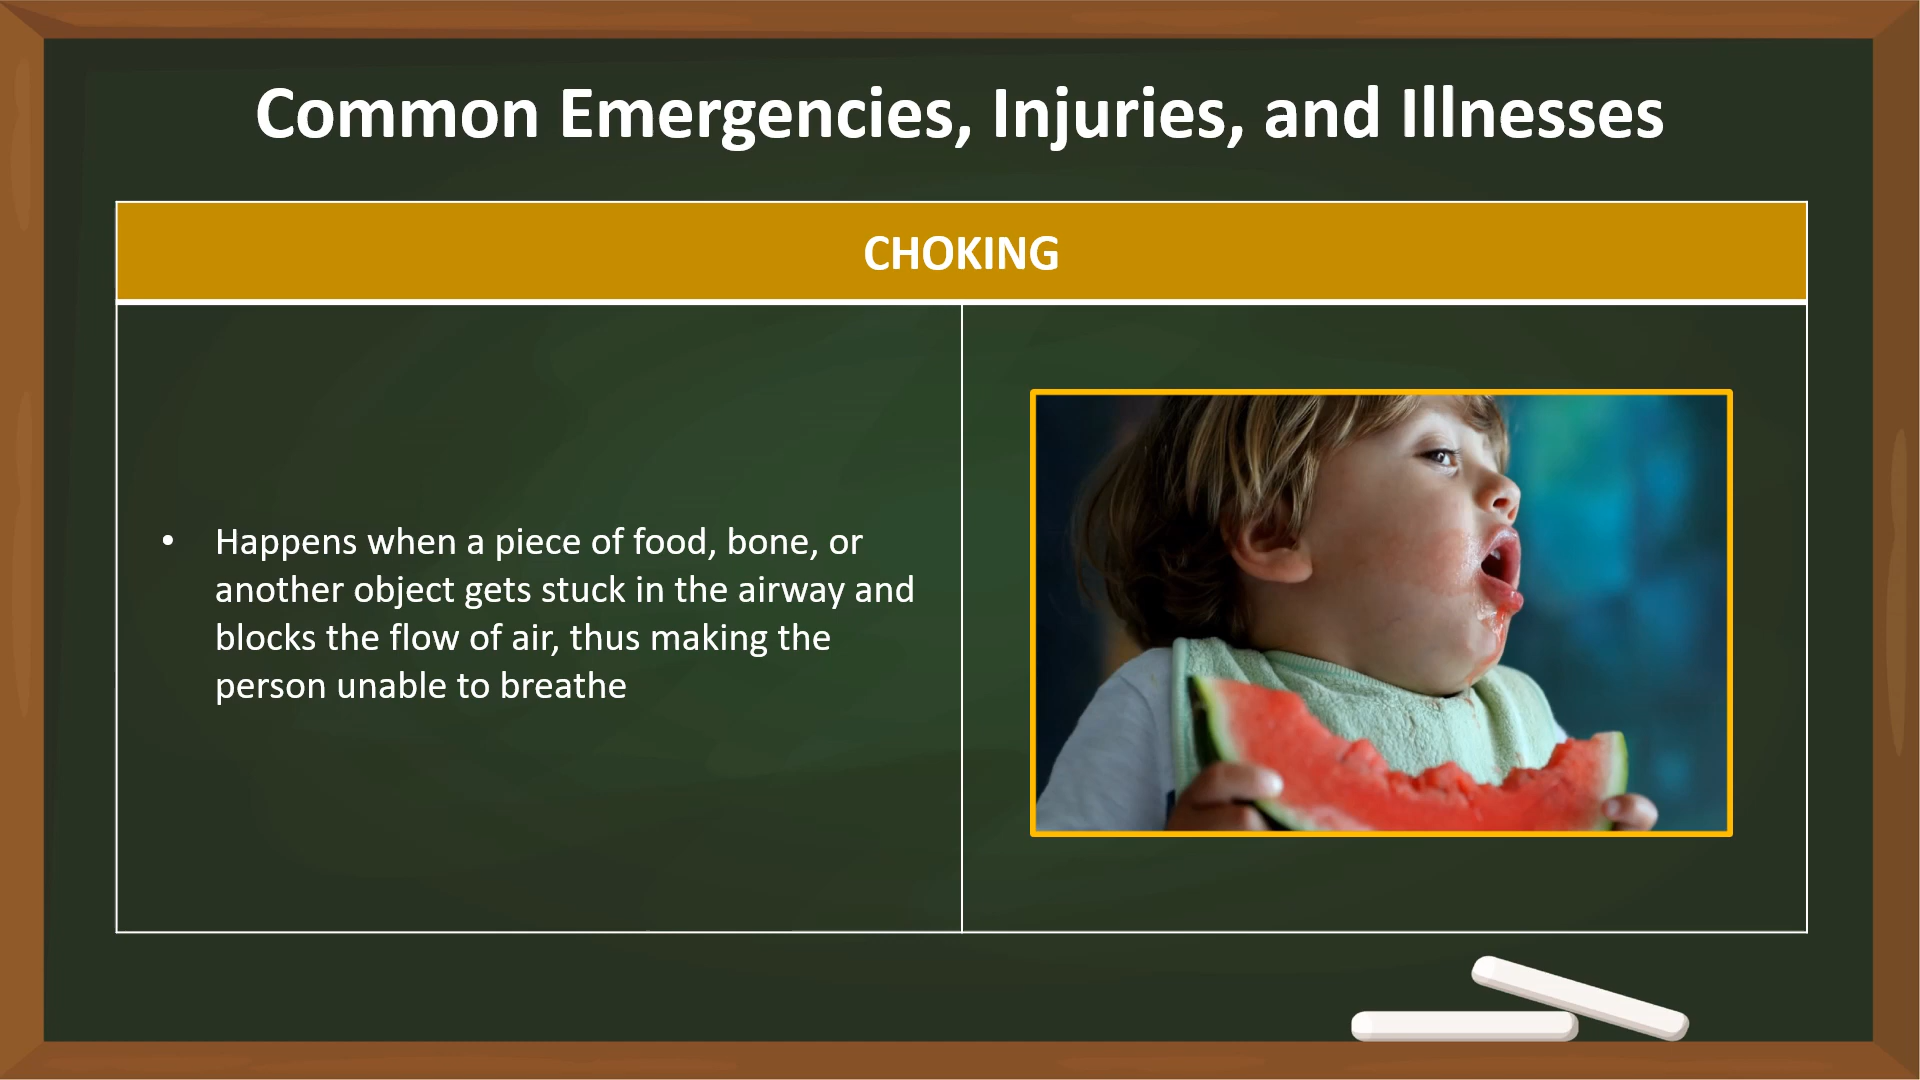 Common Emergencies, Injuries, and Illnesses
CHOKING
• Happens when a piece of food, bone, or
another object gets stuck in the airway and
blocks the flow of air, thus making the
person unable to breathe